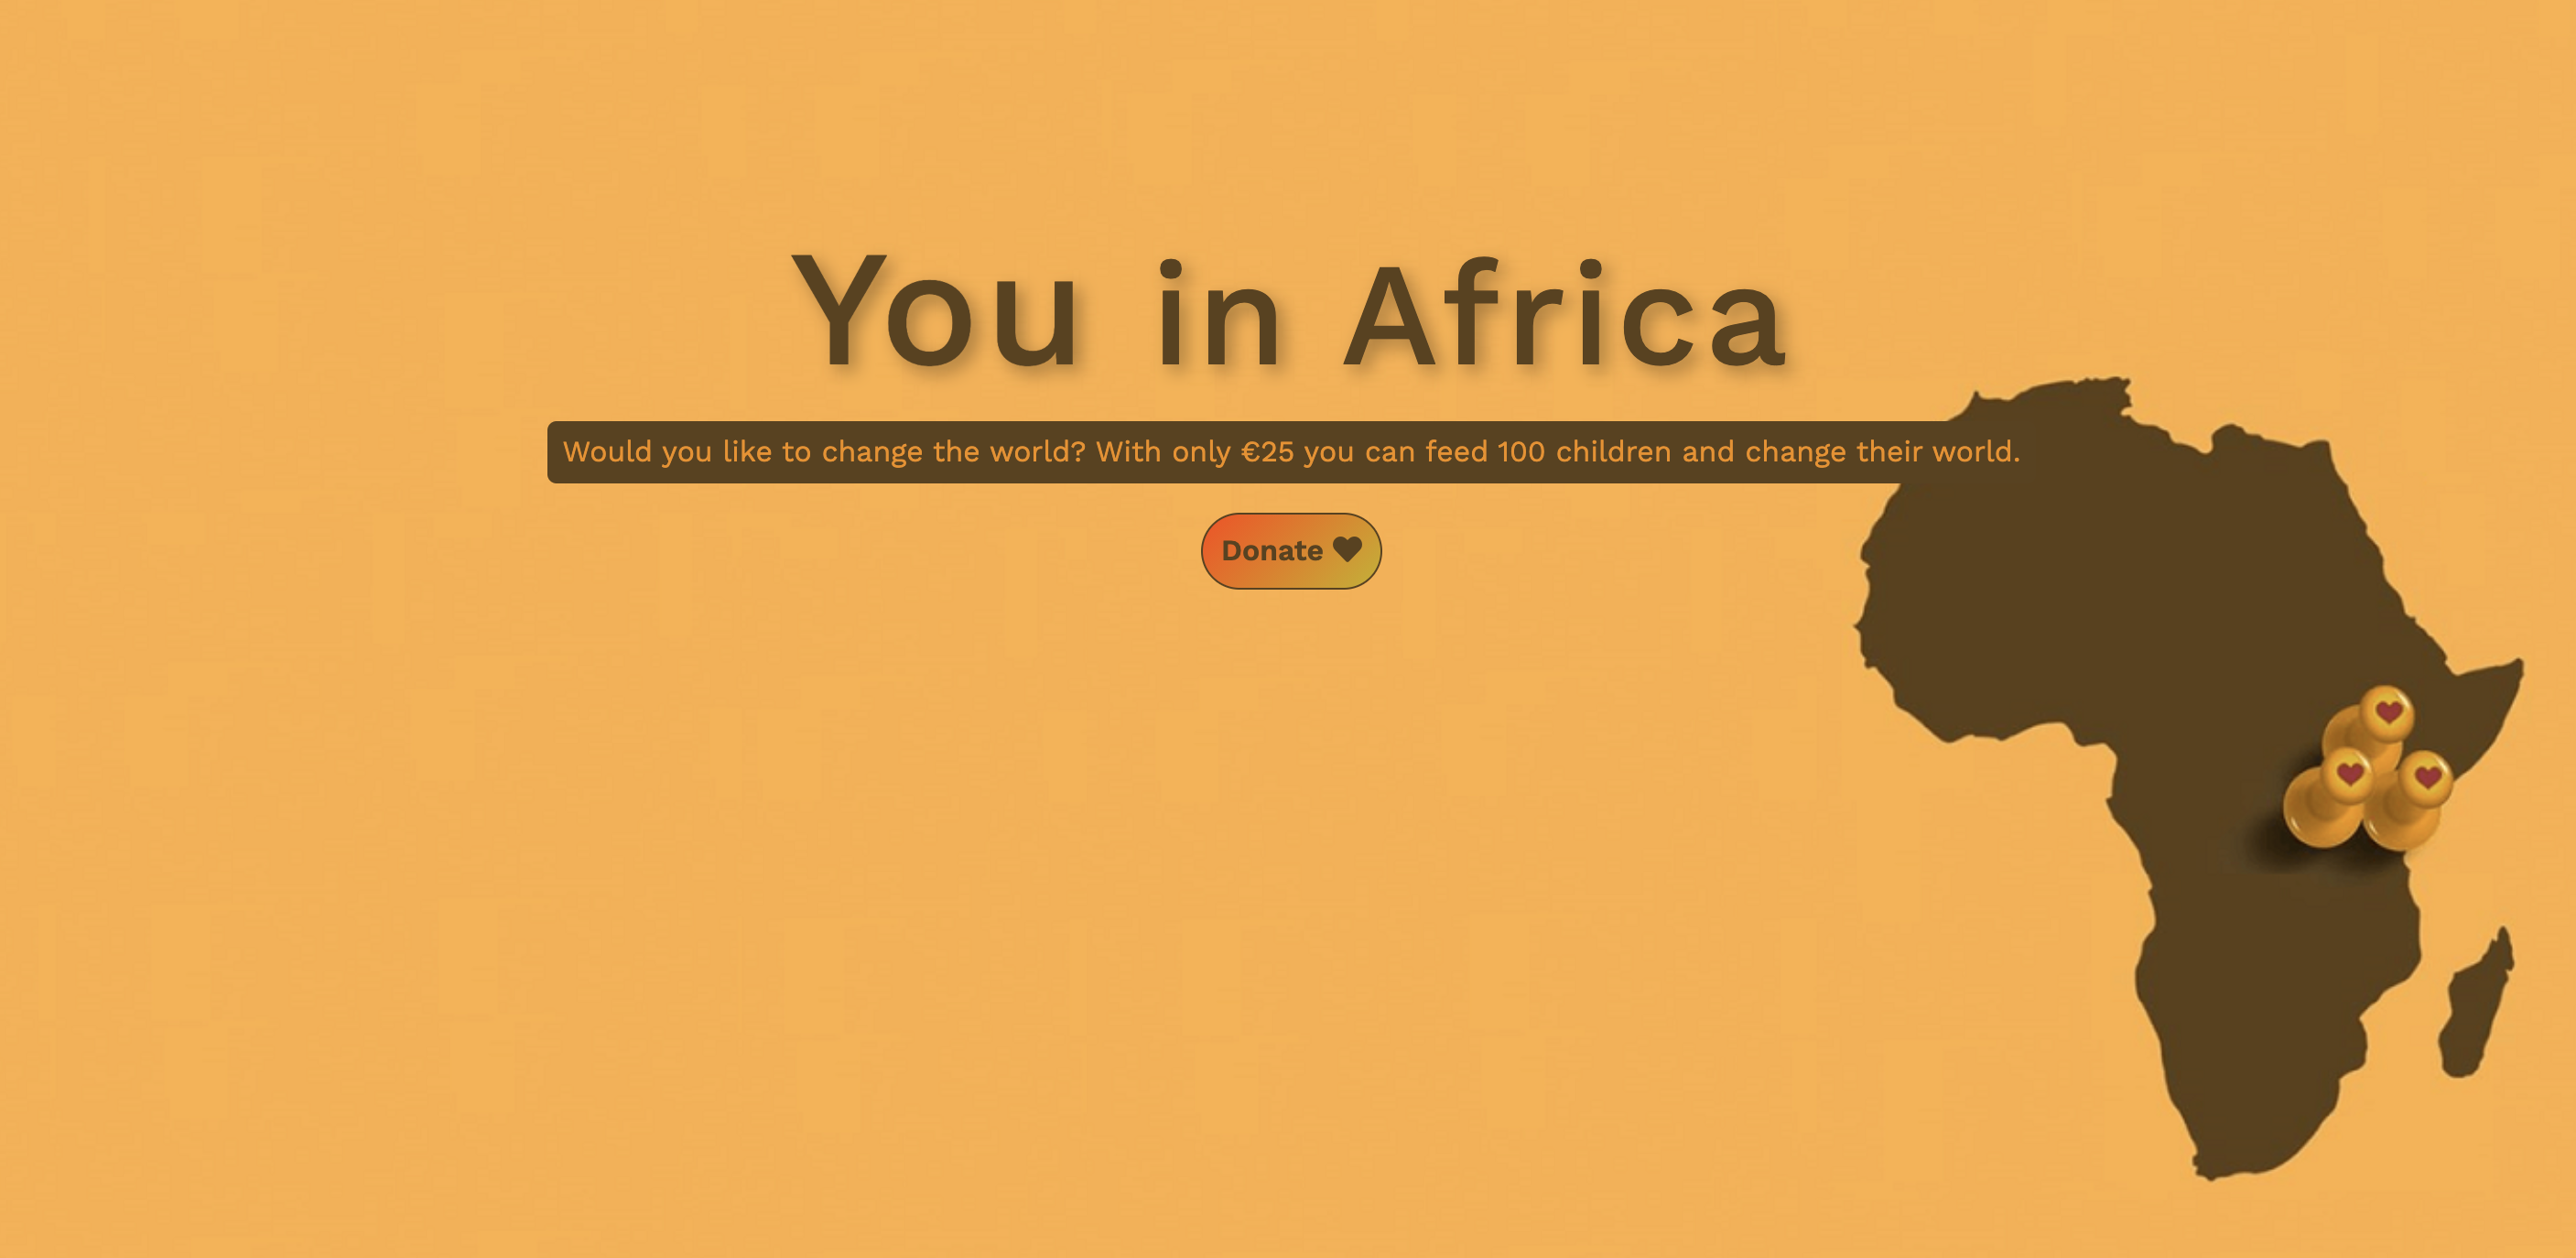 You in Africa
Would you like to change the world? With only €25 you can feed 100 children and change their world.
Donate